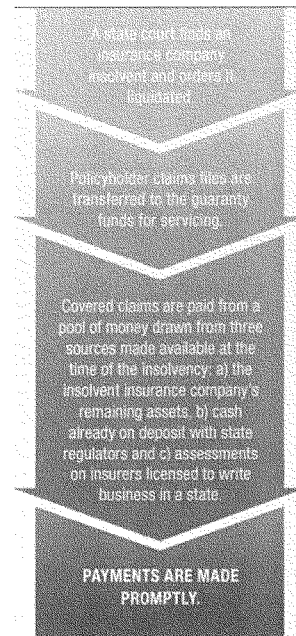 A state court finds an
insurance company
insolvent and orders it
liquidated.
Policyholder claims files are
transferred to the guaranty
funds for servicing.
Covered claims are paid from a
pool of money drawn from three
sources made available at the
time of the insolvency: a) the
insolvent insurance company's
remaining assets, b) cash
already on deposit with state
regulators and c) assessments
on insurers licensed to write
business in a state.
PAYMENTS ARE MADE
PROMPTLY.